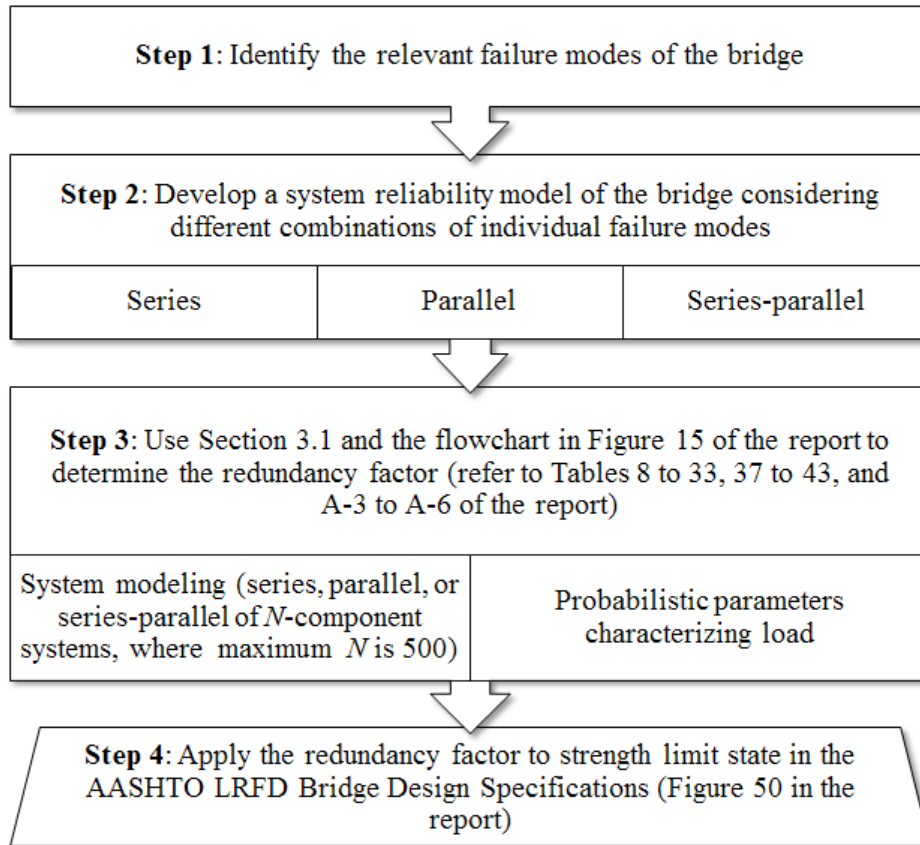 Step 1: Identify the relevant failure modes of the bridge
Step 2: Develop a system reliability model of the bridge considering
different combinations of individual failure modes
Series
Parallel
Series-parallel
Step 3: Use Section 3.1 and the flowchart in Figure 15 of the report to
determine the redundancy factor (refer to Tables 8 to 33, 37 to 43, and
A-3 to A-6 of the report)
System modeling (series, parallel, or
series-parallel of N-component
systems, where maximum N is 500)
Probabilistic parameters
characterizing load
Step 4: Apply the redundancy factor to strength limit state in the
AASHTO LRFD Bridge Design Specifications (Figure 50 in the
report)